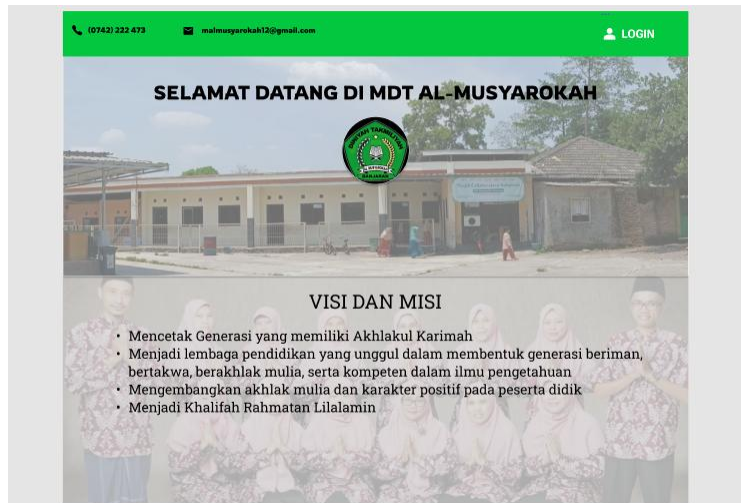 (0742) 222 473
malmusyarokah12@gmail.com
LOGIN
SELAMAT DATANG DI MDT AL-MUSYAROKAH
DINIYAH TAKMILIYAH
VISI DAN MISI
• Mencetak Generasi yang memiliki Akhlakul Karimah
• Menjadi lembaga pendidikan yang unggul dalam membentuk generasi beriman,
bertakwa, berakhlak mulia, serta kompeten dalam ilmu pengetahuan
• Mengembangkan akhlak mulia dan karakter positif pada peserta didik
• Menjadi Khalifah Rahmatan Lilalamin